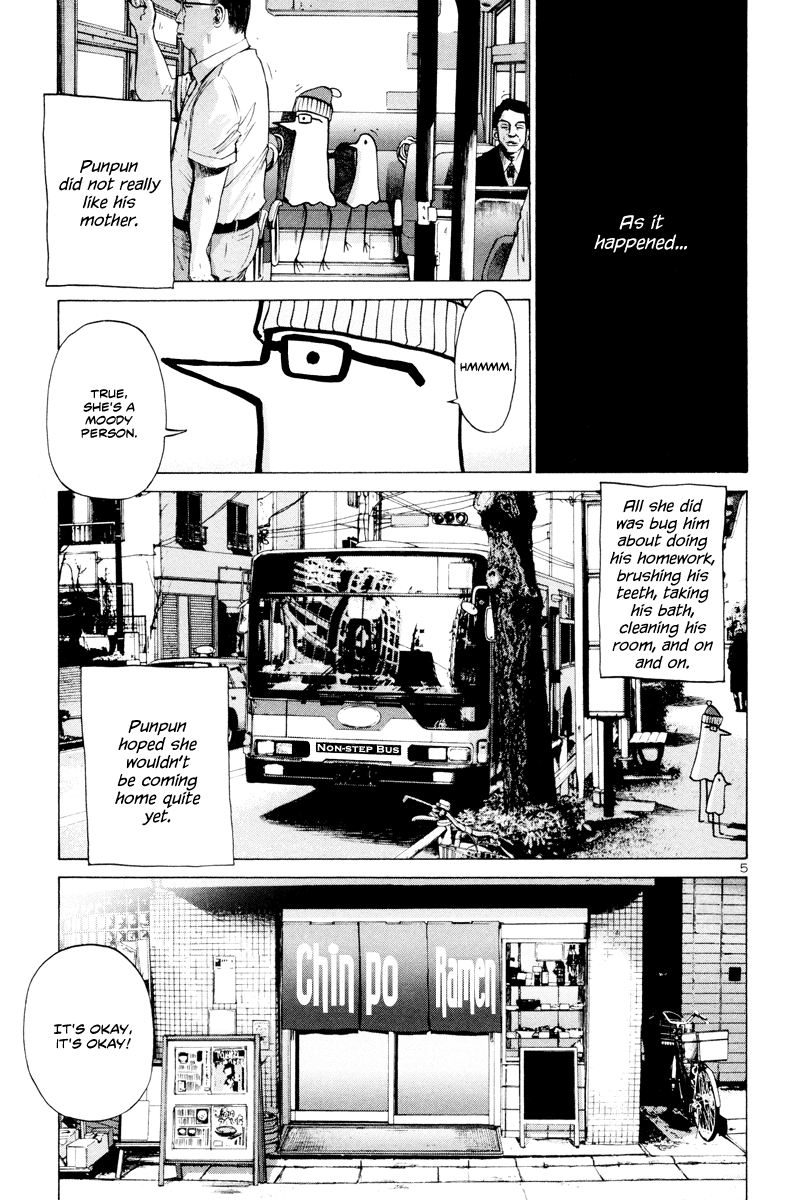 As it
happened...
Punpun
did not really
like his
mother.
HMMMM.
TRUE,
SHE'S A
MOODY
PERSON.
All she did
was bug him
about doing
his homework,
brushing his
teeth, taking
his bath,
cleaning his
room, and on
and on.
Punpun
hoped she
wouldn't
be coming
home quite
yet.
NON-STEP BUS
5
Chin po Ramen
IT'S OKAY,
IT'S OKAY!